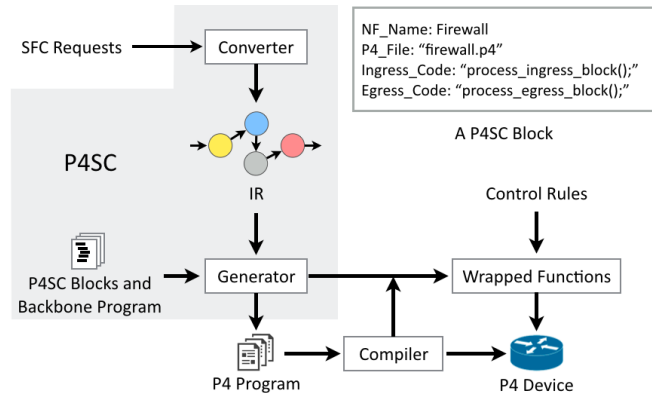 SFC Requests
Converter
NF_Name: Firewall
P4_File: “firewall.p4”
Ingress_Code: “process_ingress_block();”
Egress_Code: “process_egress_block();”
A P4SC Block
P4SC
IR
Control Rules
P4SC Blocks and
Backbone Program
Generator
Wrapped Functions
P4 Program
Compiler
P4 Device